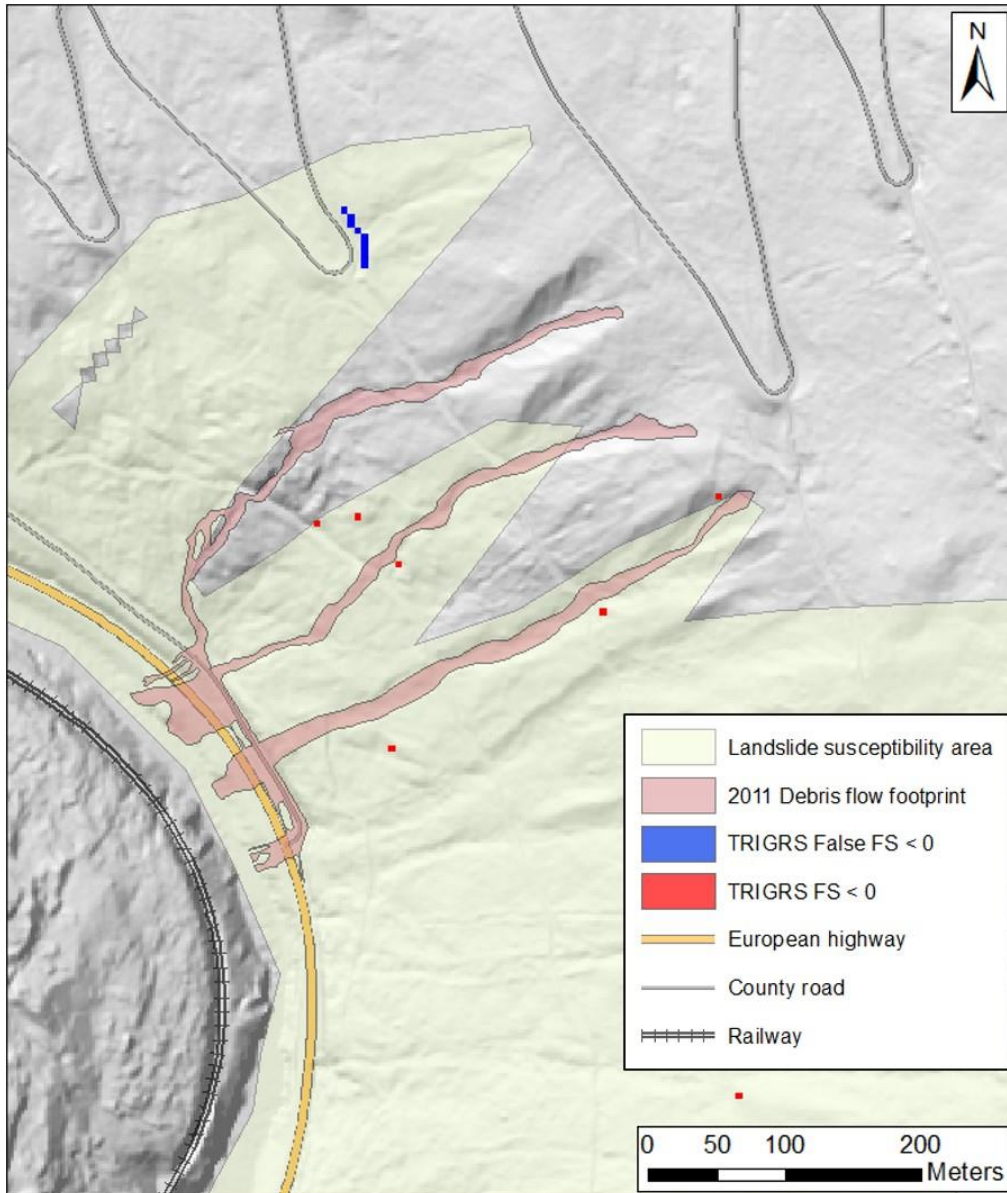 N
Landslide susceptibility area
2011 Debris flow footprint
TRIGRS False FS < 0
TRIGRS FS < 0
European highway
County road
Railway
0 50 100 200
Meters